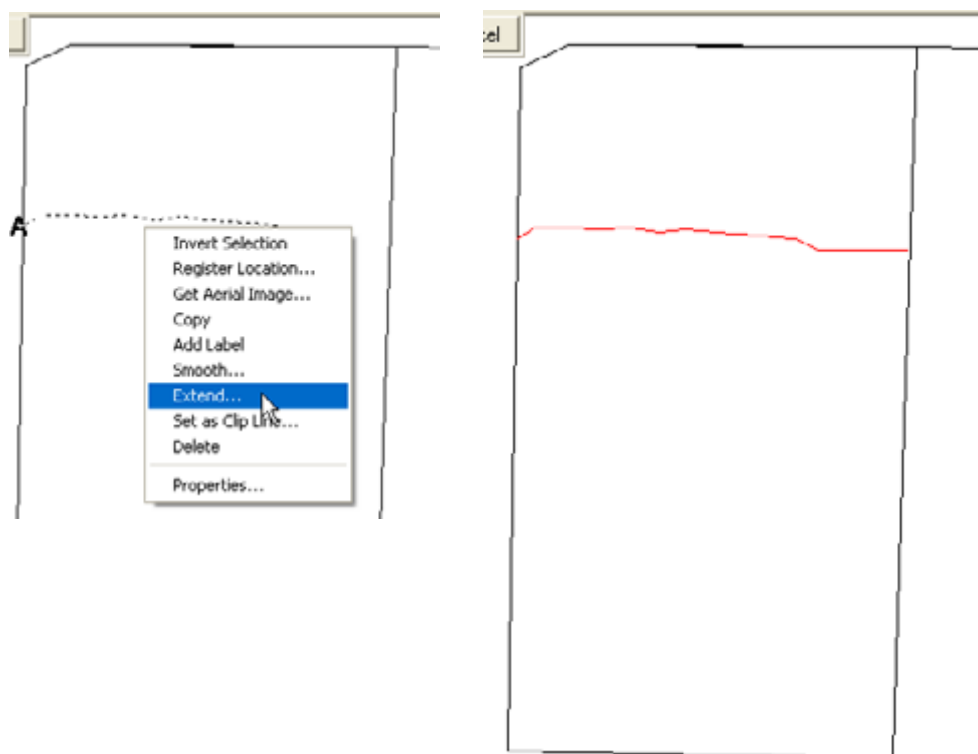 cel
A
Invert Selection
Register Location...
Get Aerial Image...
Copy
Add Label
Smooth...
Extend...
Set as Clip Line...
Delete
Properties...